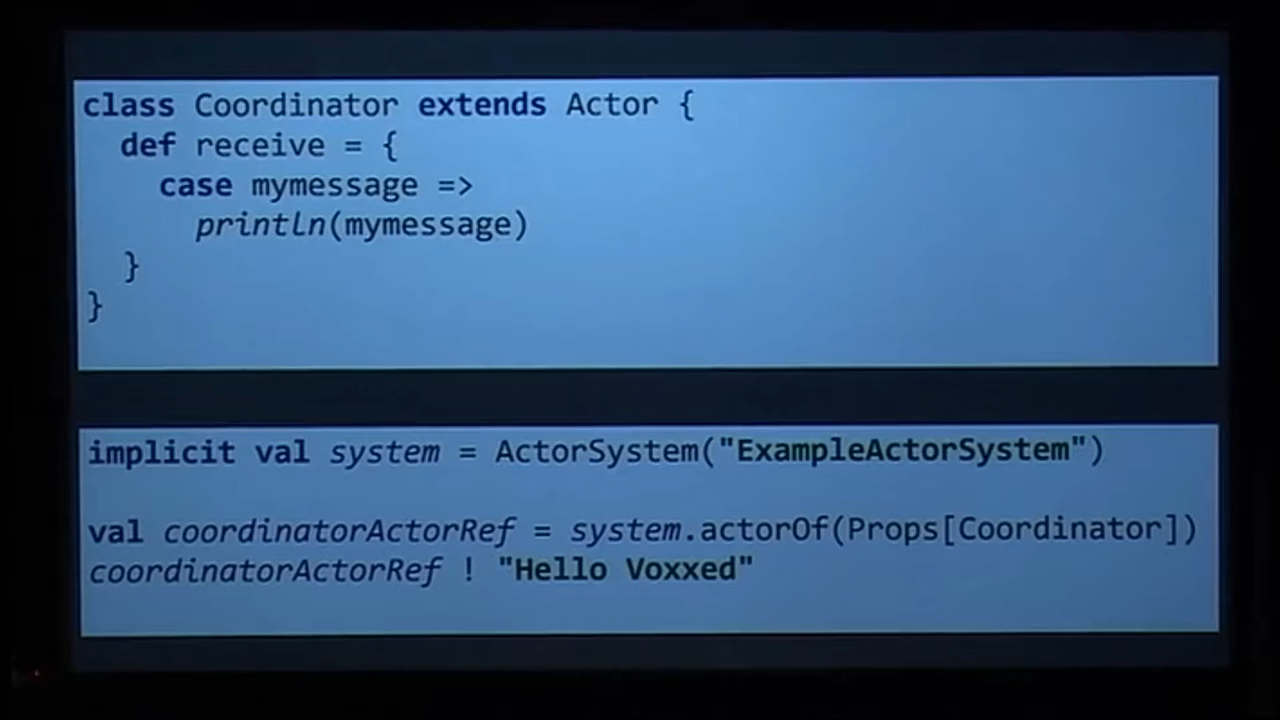 class Coordinator extends Actor {
  def receive = {
    case mymessage =>
      println(mymessage)
  }
}
implicit val system = ActorSystem("ExampleActorSystem")
val coordinatorActorRef = system.actorOf(Props[Coordinator])
coordinatorActorRef ! "Hello Voxxed"